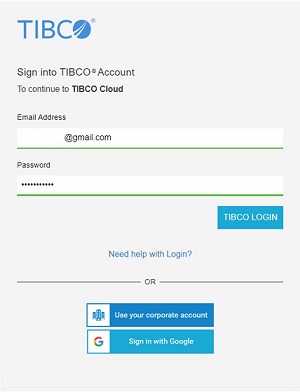 TIBCO®
Sign into TIBCO® Account
To continue to TIBCO Cloud
Email Address
@gmail.com
Password
•••••••••••
TIBCO LOGIN
Need help with Login?
OR
Use your corporate account
Sign in with Google